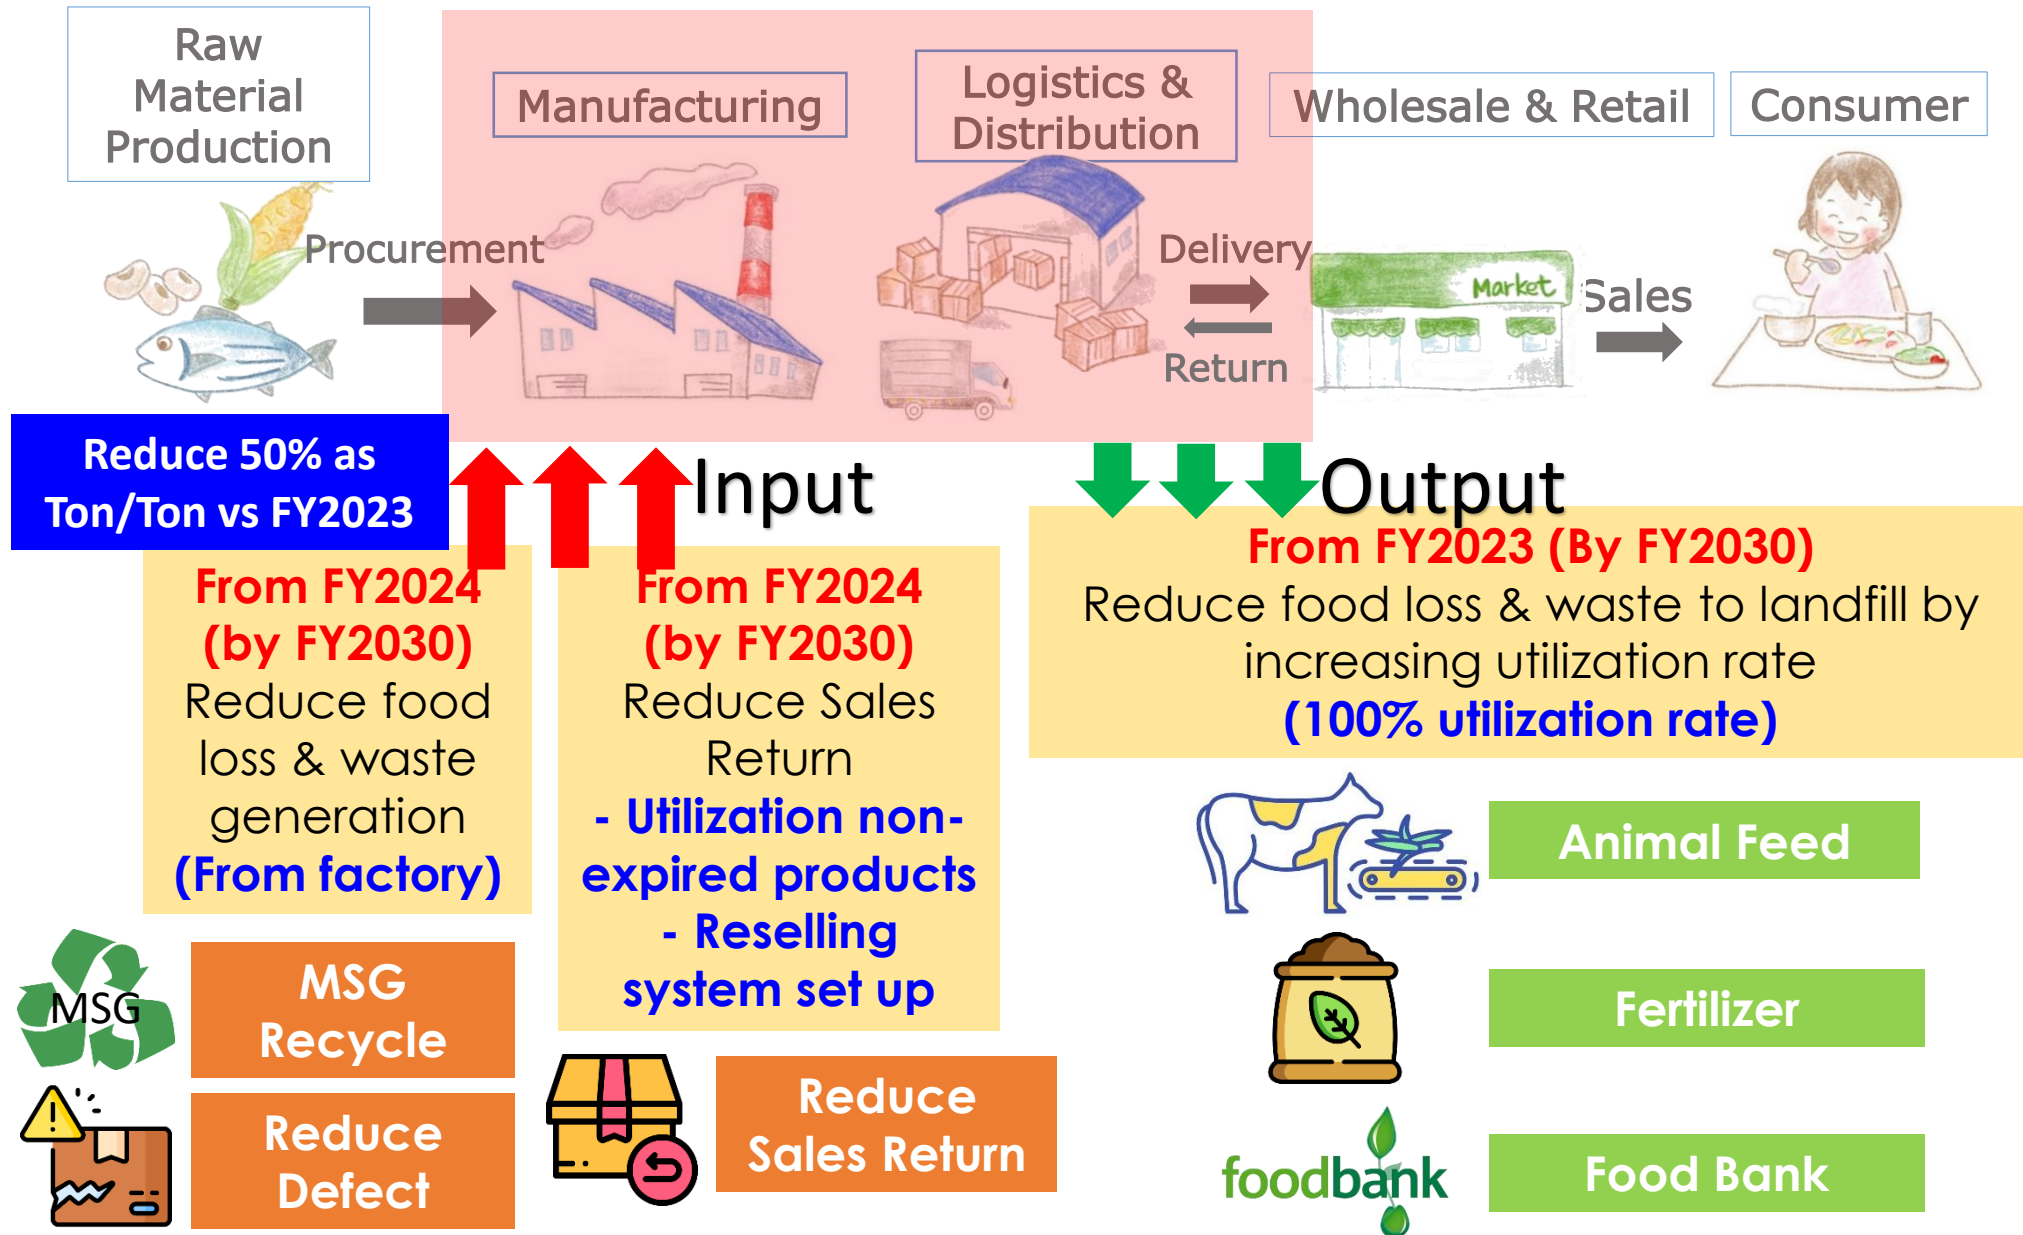 Raw
Material
Production
Manufacturing
Logistics &
Distribution
Wholesale & Retail
Consumer
Procurement
Delivery
Return
Market
Sales
Reduce 50% as
Ton/Ton vs FY2023
Input
Output
From FY2024
(by FY2030)
Reduce food
loss & waste
generation
(From factory)
From FY2024
(by FY2030)
Reduce Sales
Return
- Utilization non-
expired products
- Reselling
system set up
From FY2023 (By FY2030)
Reduce food loss & waste to landfill by
increasing utilization rate
(100% utilization rate)
MSG
MSG
Recycle
Reduce
Defect
Reduce
Sales Return
Animal Feed
Fertilizer
foodbank
Food Bank